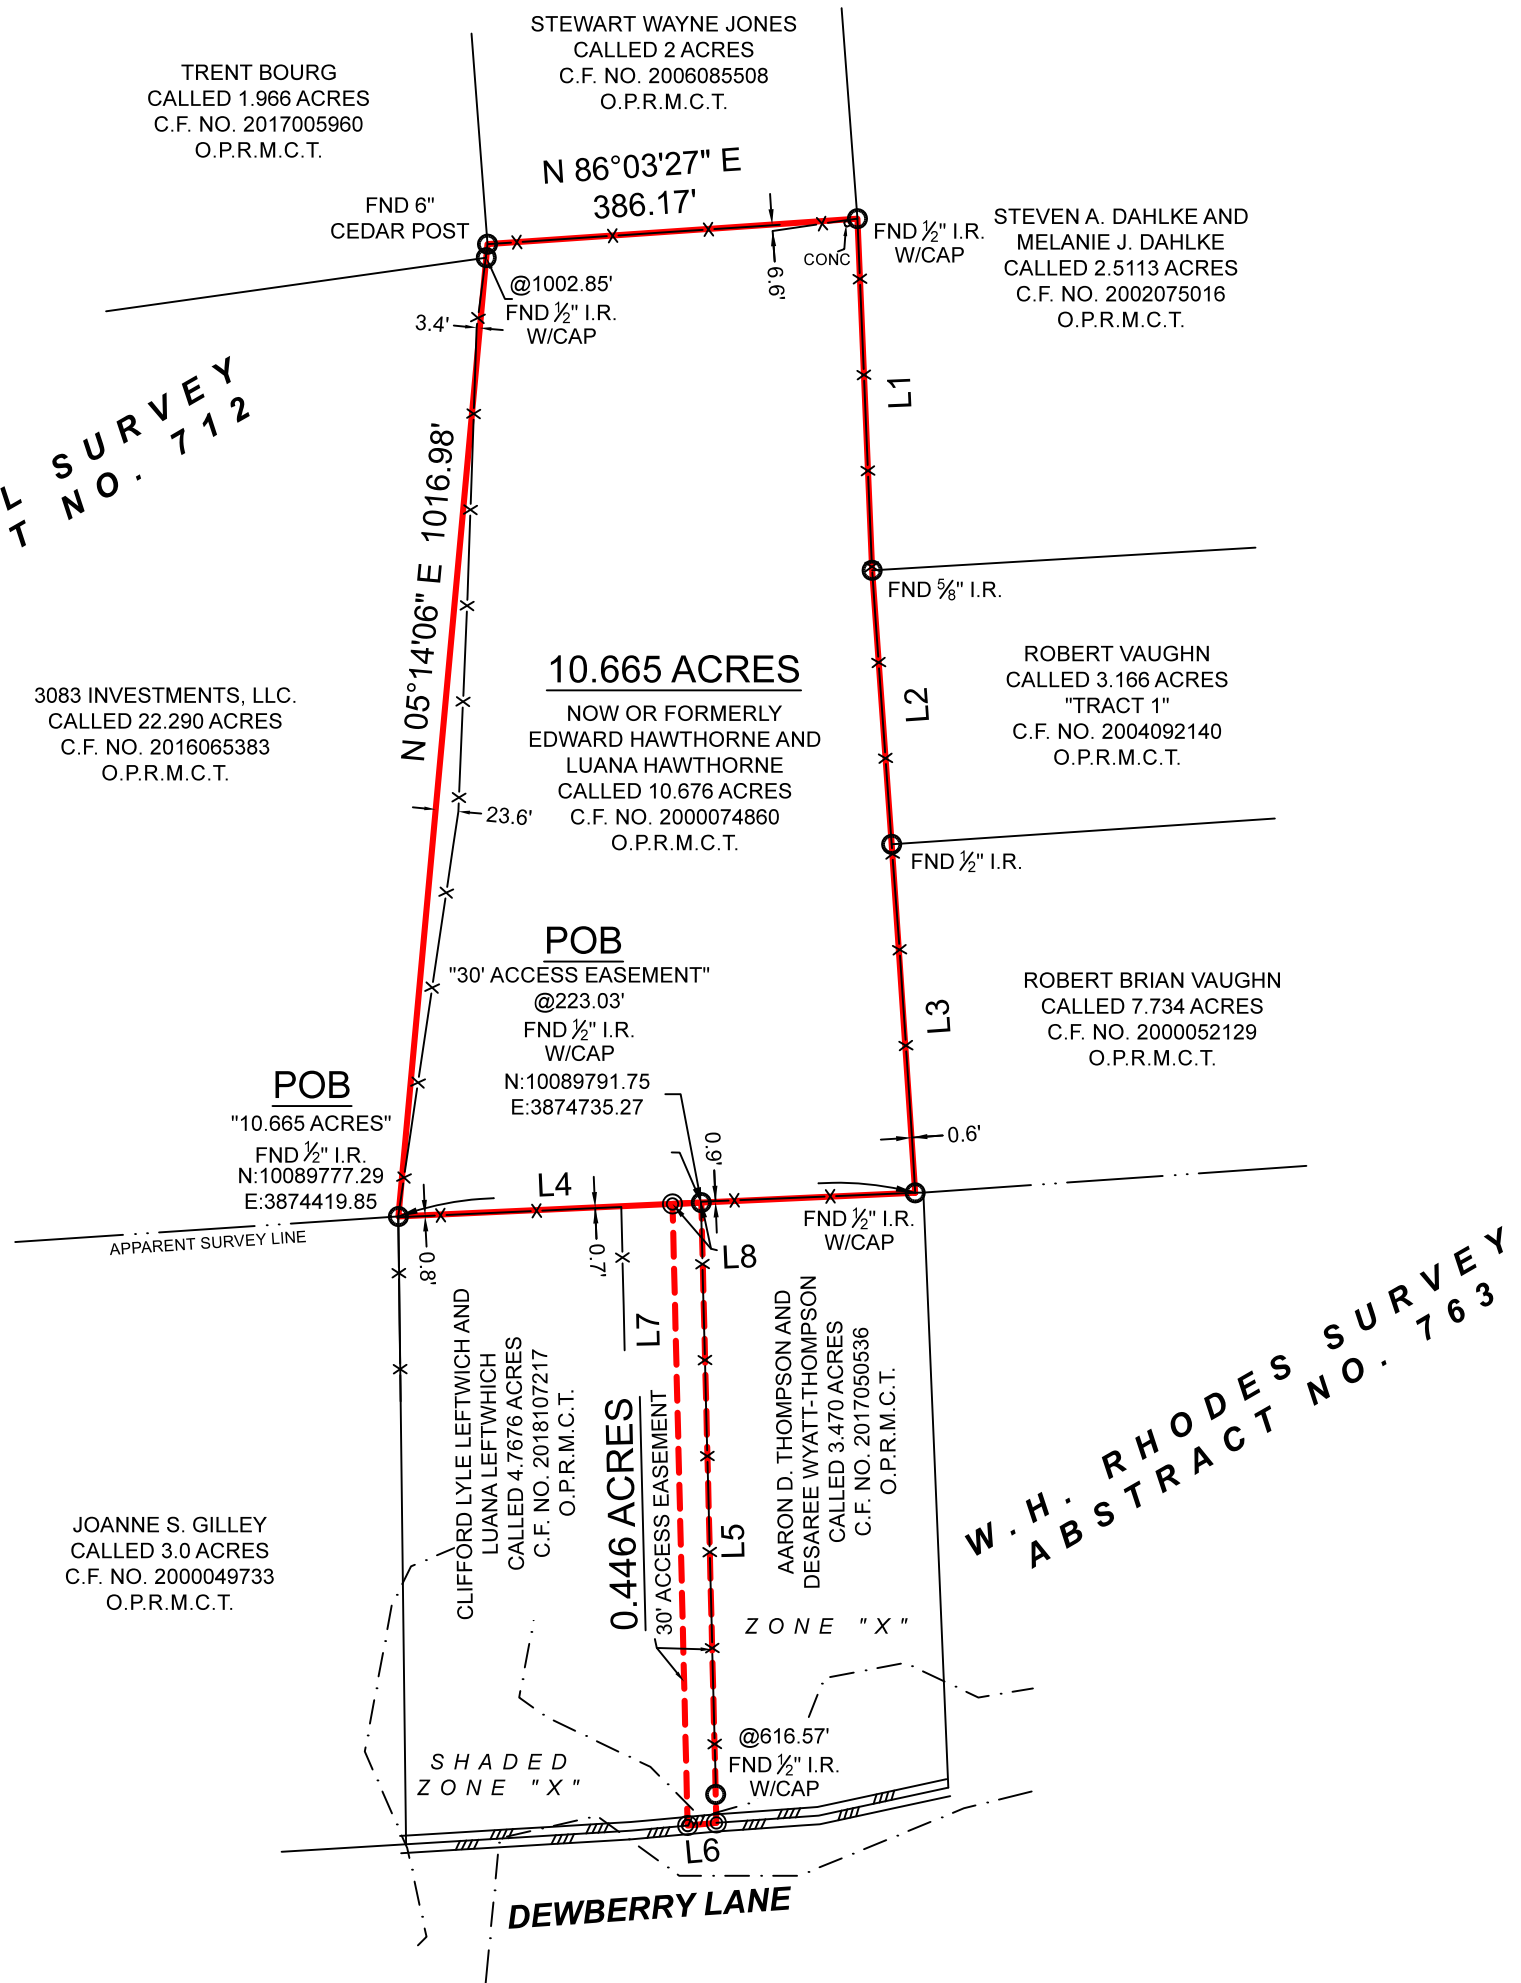 STEWART WAYNE JONES
CALLED 2 ACRES
C.F. NO. 2006085508
O.P.R.M.C.T.
TRENT BOURG
CALLED 1.966 ACRES
C.F. NO. 2017005960
O.P.R.M.C.T.
N 86°03'27" E
386.17'
FND 6"
CEDAR POST
FND ½" I.R.
W/CAP
CONC
6.6'
STEVEN A. DAHLKE AND
MELANIE J. DAHLKE
CALLED 2.5113 ACRES
C.F. NO. 2002075016
O.P.R.M.C.T.
@1002.85'
FND ½" I.R.
W/CAP
3.4'
L SURVEY
T NO. 712
L1
N 05°14'06" E 1016.98'
FND ⅝" I.R.
10.665 ACRES
NOW OR FORMERLY
EDWARD HAWTHORNE AND
LUANA HAWTHORNE
CALLED 10.676 ACRES
C.F. NO. 2000074860
O.P.R.M.C.T.
L2
ROBERT VAUGHN
CALLED 3.166 ACRES
"TRACT 1"
C.F. NO. 2004092140
O.P.R.M.C.T.
3083 INVESTMENTS, LLC.
CALLED 22.290 ACRES
C.F. NO. 2016065383
O.P.R.M.C.T.
23.6'
FND ½" I.R.
POB
"30' ACCESS EASEMENT"
@223.03'
FND ½" I.R.
W/CAP
N:10089791.75
E:3874735.27
L3
ROBERT BRIAN VAUGHN
CALLED 7.734 ACRES
C.F. NO. 2000052129
O.P.R.M.C.T.
POB
"10.665 ACRES"
FND ½" I.R.
N:10089777.29
E:3874419.85
0.9'
0.6'
L4
APPARENT SURVEY LINE
0.8'
0.7'
L8
FND ½" I.R.
W/CAP
L7
CLIFFORD LYLE LEFTWICH AND
LUANA LEFTWHICH
CALLED 4.7676 ACRES
C.F. NO. 2018107217
O.P.R.M.C.T.
0.446 ACRES
30' ACCESS EASEMENT
L5
AARON D. THOMPSON AND
DESAREE WYATT-THOMPSON
CALLED 3.470 ACRES
C.F. NO. 2017050536
O.P.R.M.C.T.
W.H. RHODES SURVEY
ABSTRACT NO. 763
JOANNE S. GILLEY
CALLED 3.0 ACRES
C.F. NO. 2000049733
O.P.R.M.C.T.
ZONE "X"
SHADED
ZONE "X"
@616.57'
FND ½" I.R.
W/CAP
L6
DEWBERRY LANE